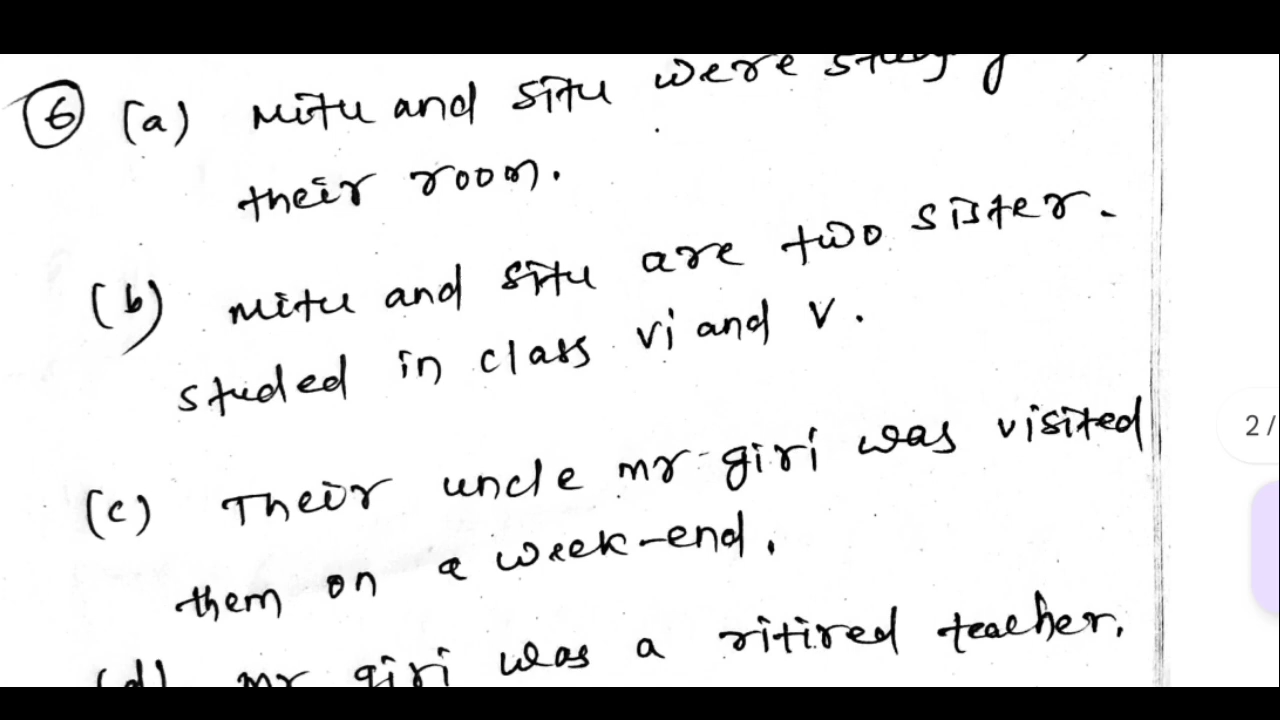 6 (a) Mitu and situ were
their room.
(b) Mitu and situ are two sister.
studed in class vi and v.
(c) Their uncle mr giri was visited
them on a week-end.
(d) mr giri was a ritired teacher.
2/